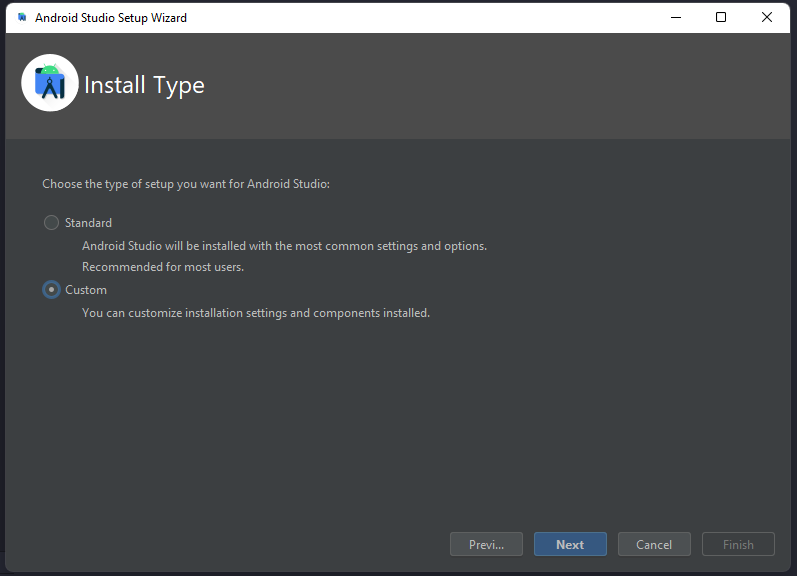 Android Studio Setup Wizard
Install Type
Choose the type of setup you want for Android Studio:
Standard
Android Studio will be installed with the most common settings and options.
Recommended for most users.
Custom
You can customize installation settings and components installed.
Previ...
Next
Cancel
Finish